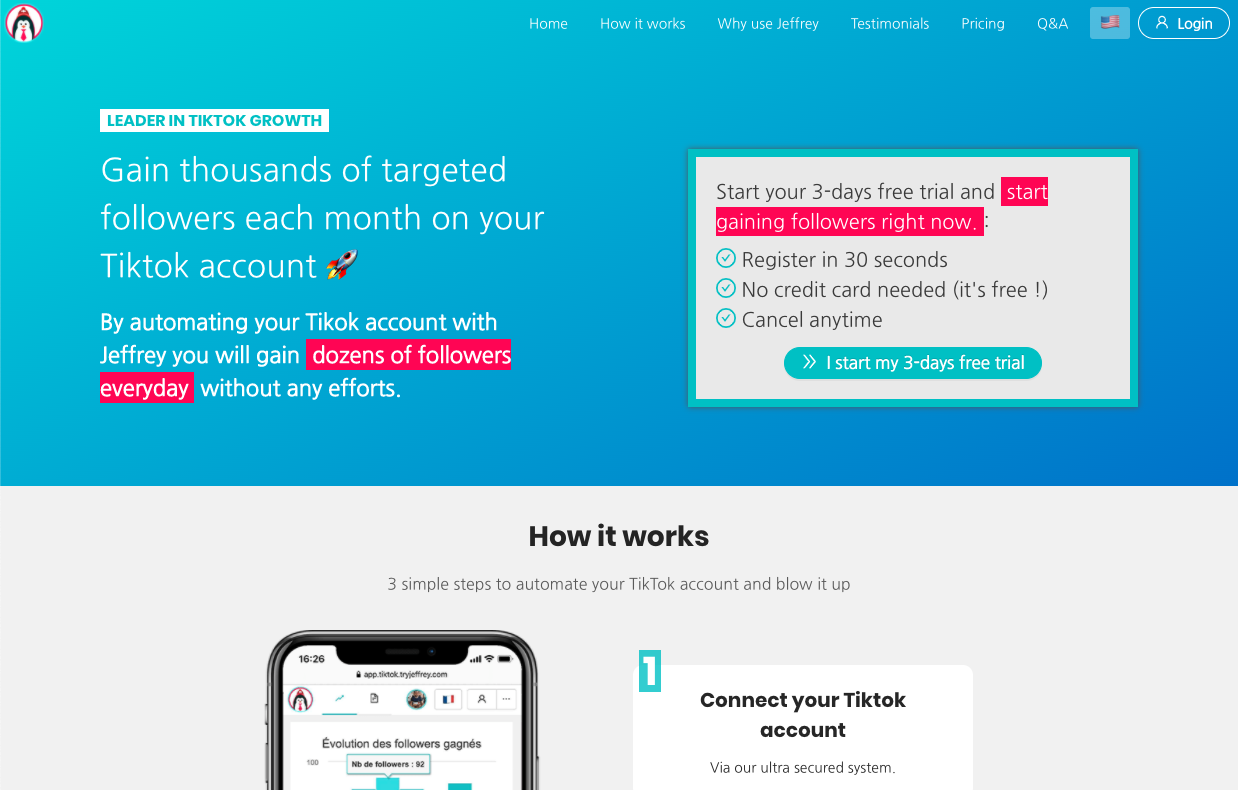 Home How it works Why use Jeffrey Testimonials Pricing Q&A Login
LEADER IN TIKTOK GROWTH
Gain thousands of targeted
followers each month on your
Tiktok account 🚀
By automating your Tikok account with
Jeffrey you will gain dozens of followers
everyday without any efforts.
Start your 3-days free trial and start
gaining followers right now. :
Register in 30 seconds
No credit card needed (it's free !)
Cancel anytime
I start my 3-days free trial
How it works
3 simple steps to automate your TikTok account and blow it up
16:26
app.tiktok.tryjeffrey.com
Évolution des followers gagnés
100
Nb de followers : 92
1
Connect your Tiktok
account
Via our ultra secured system.